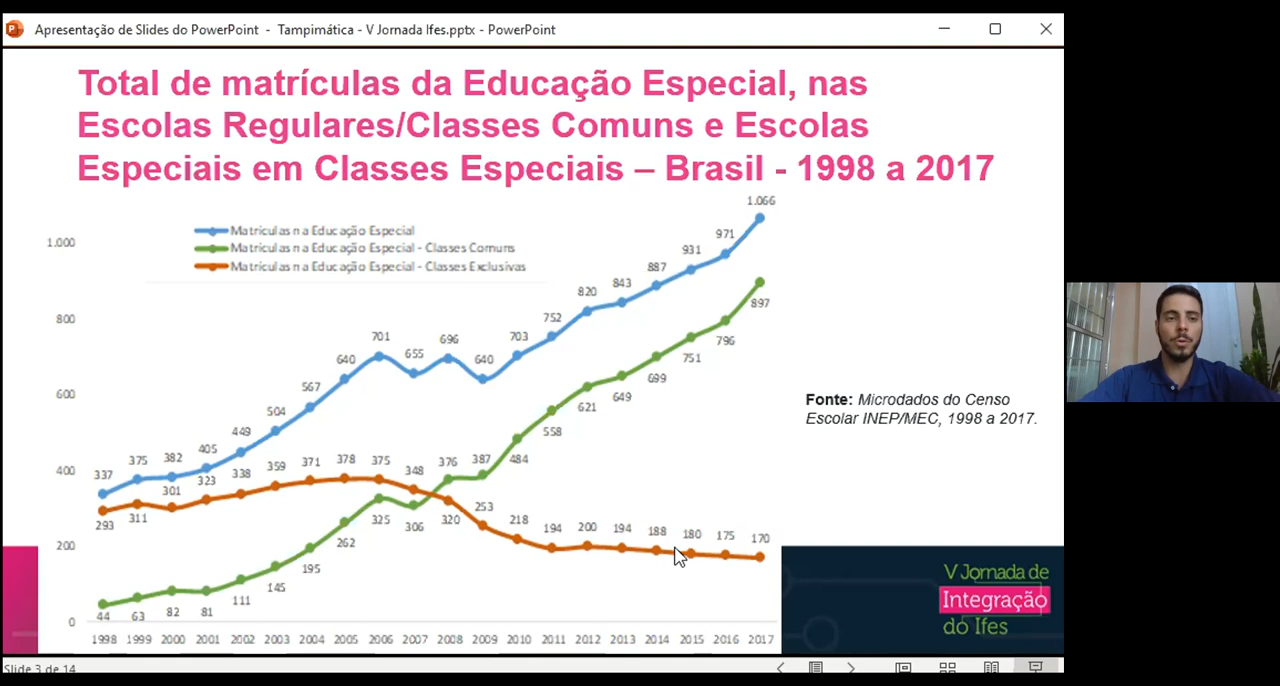 Apresentação de Slides do PowerPoint - Tampimática - V Jornada Ifes.pptx - PowerPoint
Total de matrículas da Educação Especial, nas
Escolas Regulares/Classes Comuns e Escolas
Especiais em Classes Especiais – Brasil - 1998 a 2017
Matrículas na Educação Especial
Matrículas na Educação Especial - Classes Comuns
Matrículas na Educação Especial - Classes Exclusivas
1.000
800
600
400
200
0
337 375 382 405 449 504 567 640 701 655 696 640 703 752 820 843 887 931 971 1.066
293 311 301 323 338 359 371 378 375 348 320 253 218 194 200 194 188 180 175 170
44 63 82 81 111 145 195 262 325 306 376 387 484 558 621 649 699 751 796 897
1998 1999 2000 2001 2002 2003 2004 2005 2006 2007 2008 2009 2010 2011 2012 2013 2014 2015 2016 2017
Fonte: Microdados do Censo
Escolar INEP/MEC, 1998 a 2017.
V Jornada de
Integração
do Ifes
Slide 3 de 14